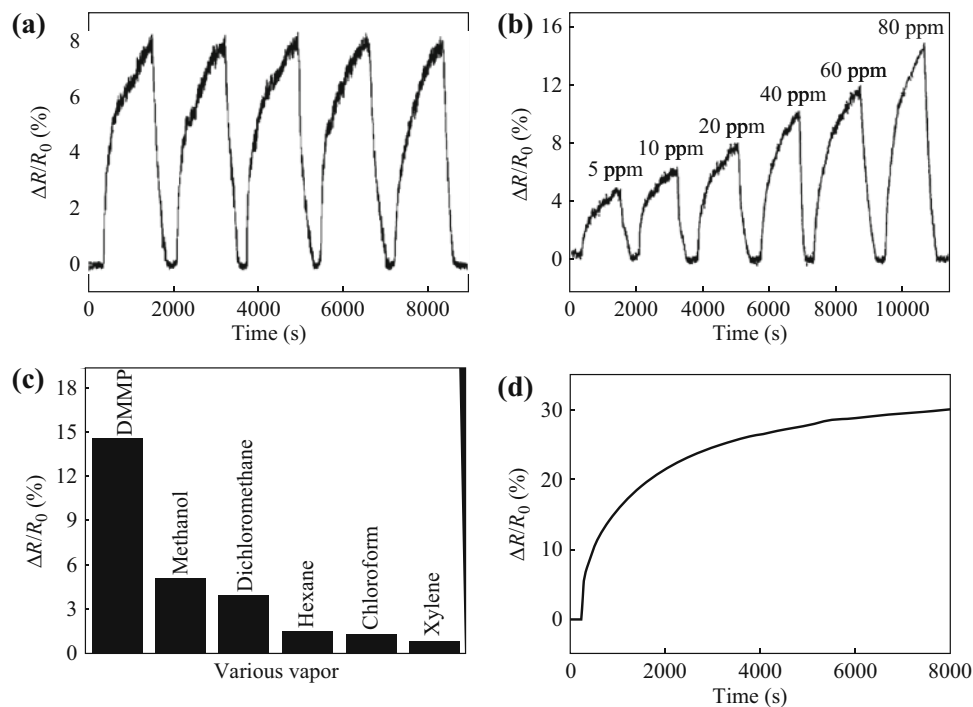 (a)
8
6
4
2
0
ΔR/R0 (%)
0 2000 4000 6000 8000
Time (s)
(b)
16
12
8
4
0
ΔR/R0 (%)
5 ppm
10 ppm
20 ppm
40 ppm
60 ppm
80 ppm
0 2000 4000 6000 8000 10000
Time (s)
(c)
18
15
12
9
6
3
0
ΔR/R0 (%)
DMMP
Methanol
Dichloromethane
Hexane
Chloroform
Xylene
Various vapor
(d)
30
20
10
0
ΔR/R0 (%)
0 2000 4000 6000 8000
Time (s)